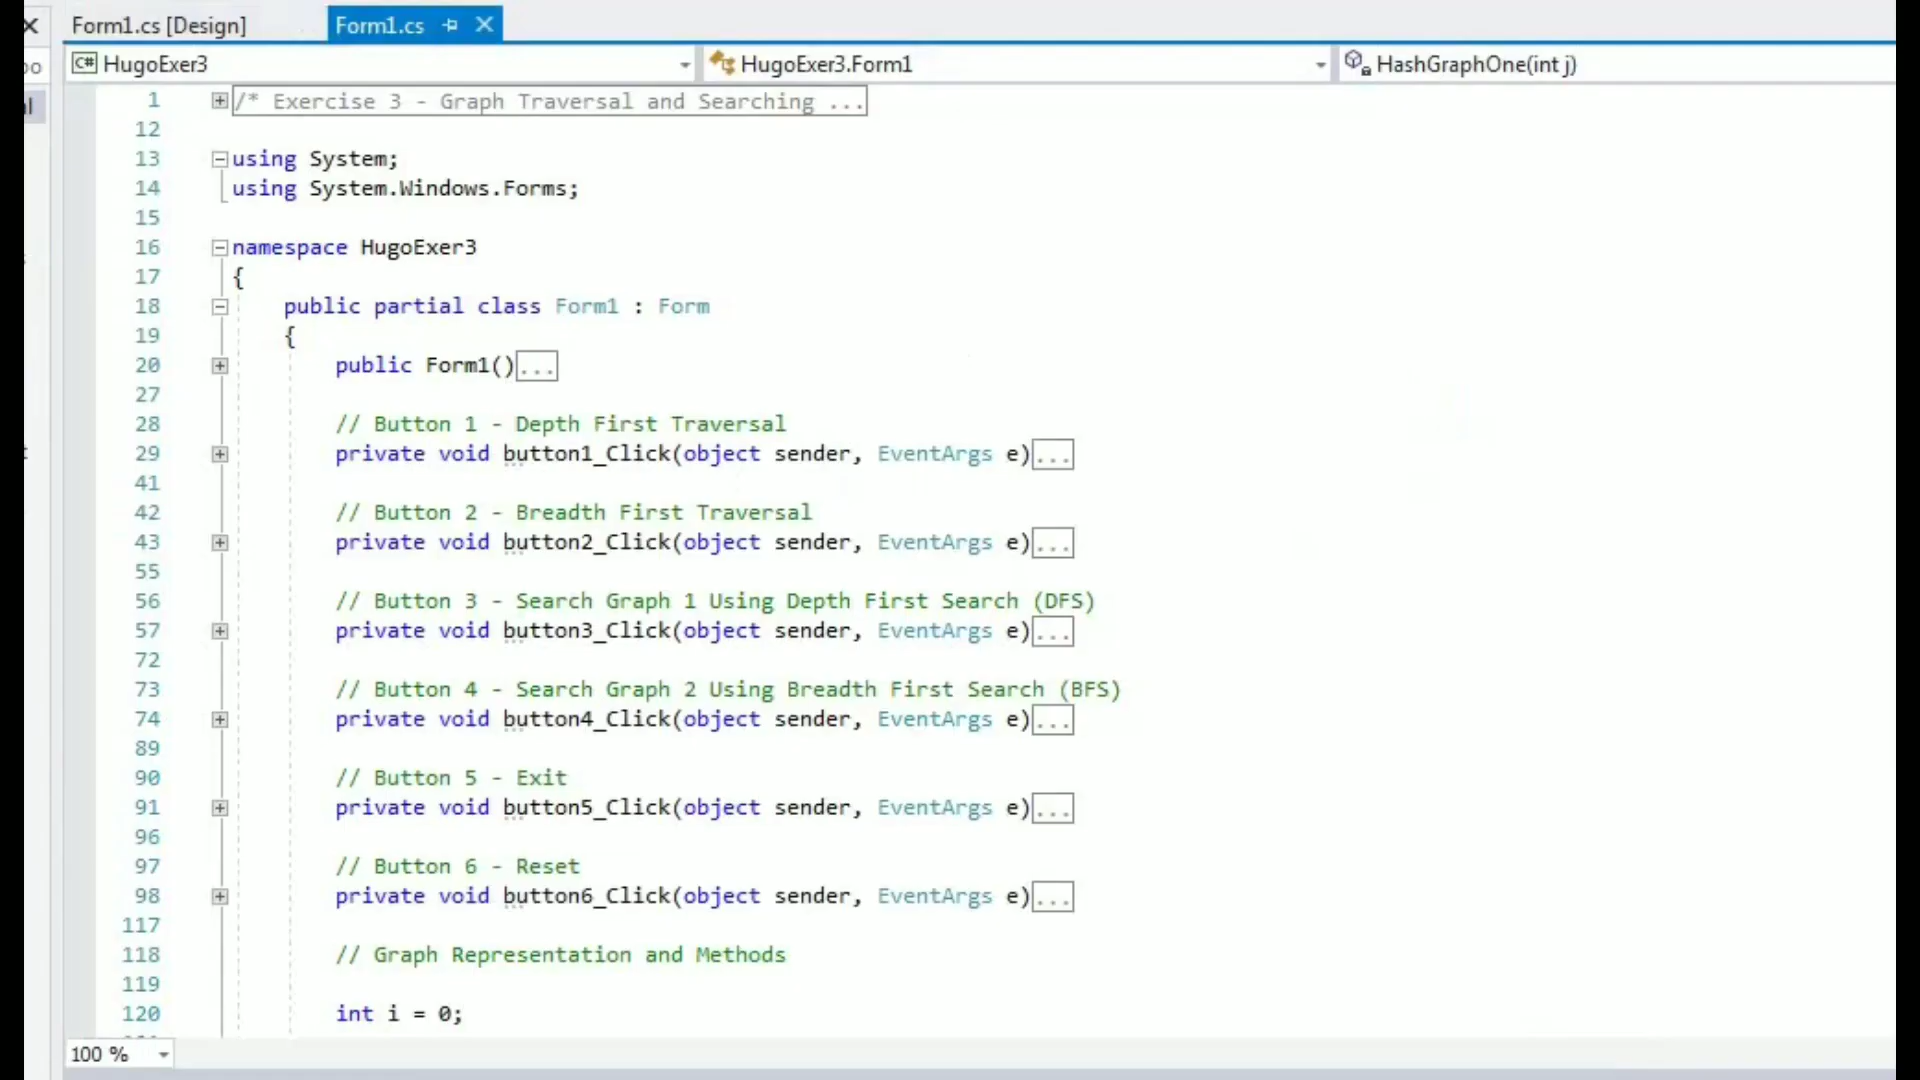 Form1.cs [Design] Form1.cs
HugoExer3 HugoExer3.Form1 HashGraphOne(int j)
1 /* Exercise 3 - Graph Traversal and Searching ...
12
13 using System;
14 using System.Windows.Forms;
15
16 namespace HugoExer3
17 {
18 public partial class Form1 : Form
19 {
20 public Form1()...
27
28 // Button 1 - Depth First Traversal
29 private void button1_Click(object sender, EventArgs e)...
41
42 // Button 2 - Breadth First Traversal
43 private void button2_Click(object sender, EventArgs e)...
55
56 // Button 3 - Search Graph 1 Using Depth First Search (DFS)
57 private void button3_Click(object sender, EventArgs e)...
72
73 // Button 4 - Search Graph 2 Using Breadth First Search (BFS)
74 private void button4_Click(object sender, EventArgs e)...
89
90 // Button 5 - Exit
91 private void button5_Click(object sender, EventArgs e)...
96
97 // Button 6 - Reset
98 private void button6_Click(object sender, EventArgs e)...
117
118 // Graph Representation and Methods
119
120 int i = 0;
100 %